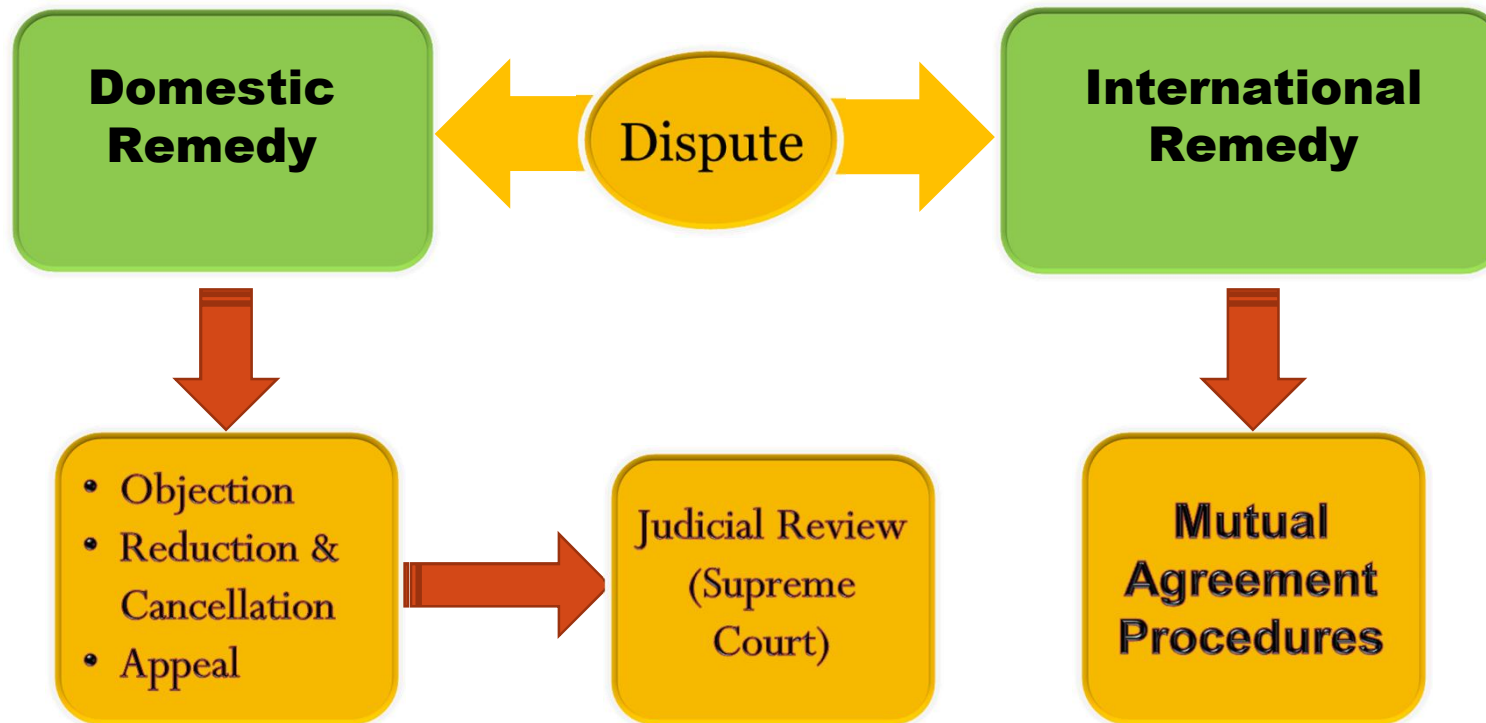 Domestic
Remedy
Dispute
International
Remedy
• Objection
• Reduction &
Cancellation
• Appeal
Judicial Review
(Supreme
Court)
Mutual
Agreement
Procedures